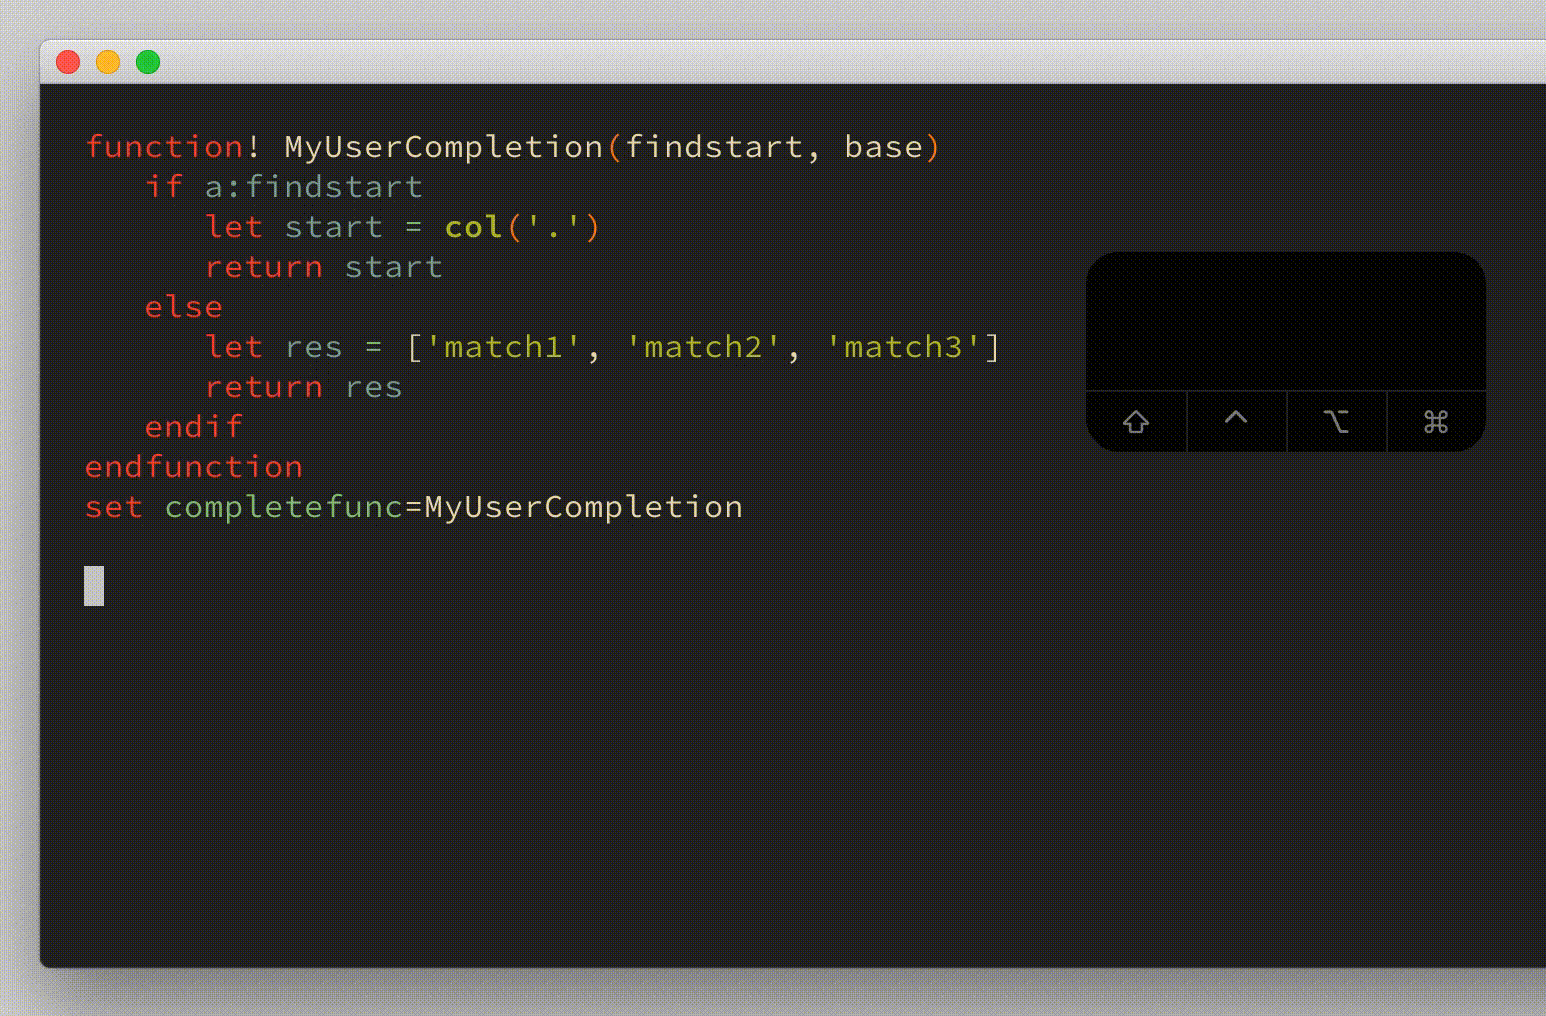 function! MyUserCompletion(findstart, base)
   if a:findstart
      let start = col('.')
      return start
   else
      let res = ['match1', 'match2', 'match3']
      return res
   endif
endfunction
set completefunc=MyUserCompletion
⇧ ⌃ ⌥ ⌘